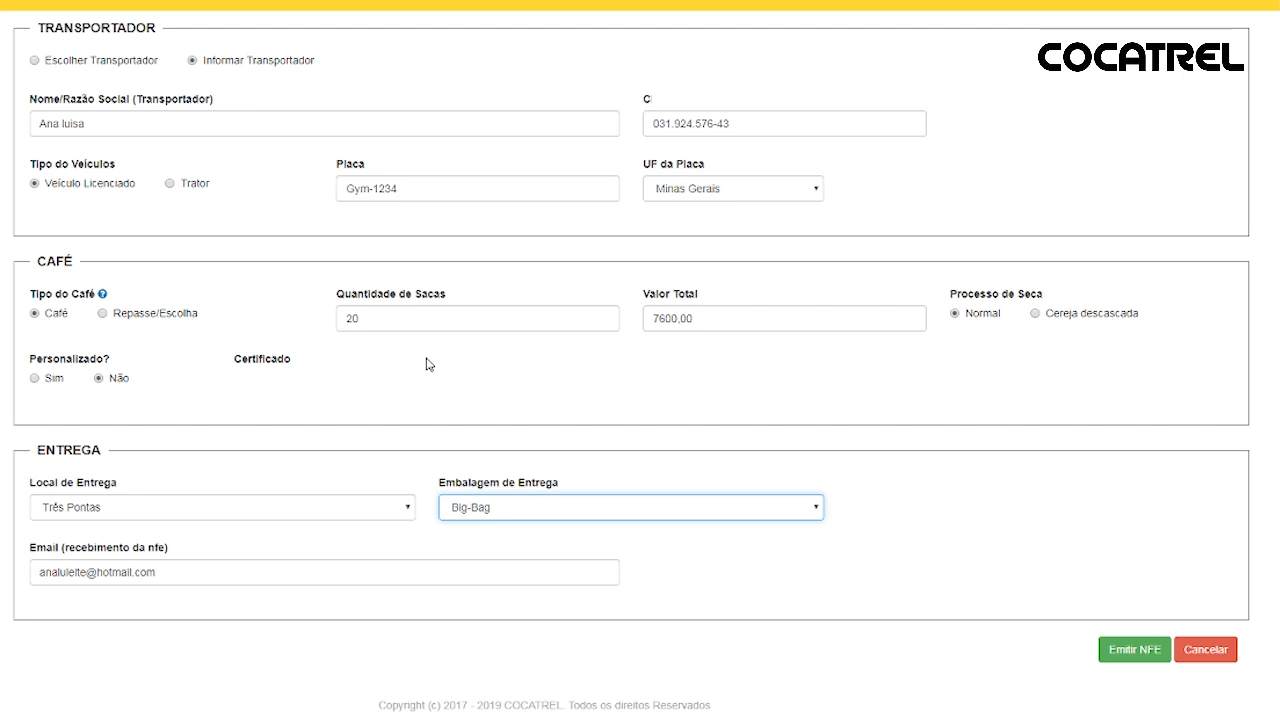 TRANSPORTADOR
COCATREL
Escolher Transportador Informar Transportador
Nome/Razão Social (Transportador) C
Ana luisa 031.924.576-43
Tipo do Veículos Placa UF da Placa
Veículo Licenciado Trator Gym-1234 Minas Gerais
CAFÉ
Tipo do Café Quantidade de Sacas Valor Total Processo de Seca
Café Repasse/Escolha 20 7600,00 Normal Cereja descascada
Personalizado? Certificado
Sim Não
ENTREGA
Local de Entrega Embalagem de Entrega
Três Pontas Big-Bag
Email (recebimento da nfe)
analuleite@hotmail.com
Emitir NFE Cancelar
Copyright (c) 2017 - 2019 COCATREL. Todos os direitos Reservados